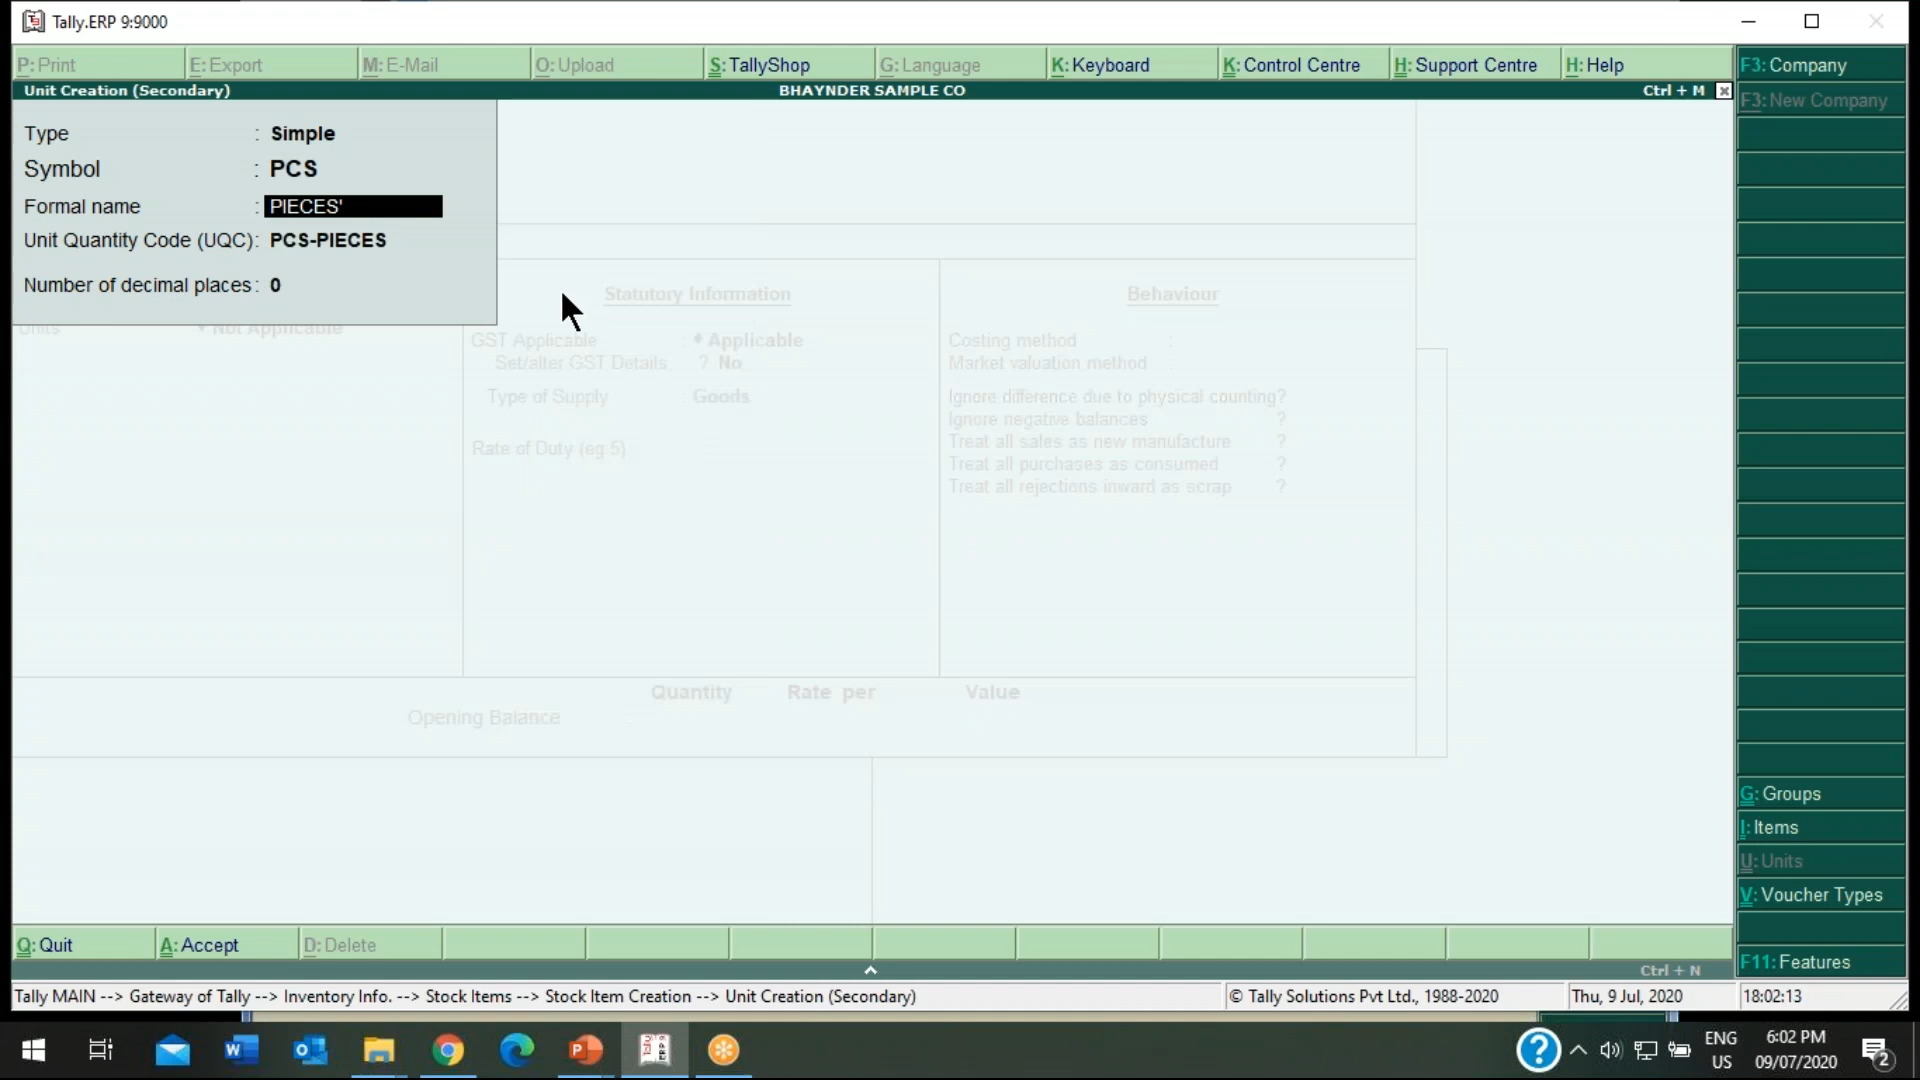 Tally.ERP 9:9000
P: Print E: Export M: E-Mail O: Upload S: TallyShop G: Language K: Keyboard K: Control Centre H: Support Centre H: Help F3: Company
Unit Creation (Secondary) BHAYNDER SAMPLE CO Ctrl + M
F3: New Company
Type : Simple
Symbol : PCS
Formal name : PIECES'
Unit Quantity Code (UQC): PCS-PIECES
Number of decimal places: 0
Statutory Information Behaviour
Units : ♦ Not Applicable
GST Applicable : ♦ Applicable Costing method :
Set/alter GST Details ? No Market valuation method :
Type of Supply : Goods Ignore difference due to physical counting?
Ignore negative balances ?
Treat all sales as new manufacture ?
Rate of Duty (eg 5)
Treat all purchases as consumed ?
Treat all rejections inward as scrap ?
Quantity Rate per Value
Opening Balance
G: Groups
I: Items
U: Units
V: Voucher Types
Q: Quit A: Accept D: Delete
F11: Features
Ctrl + N
Tally MAIN --> Gateway of Tally --> Inventory Info. --> Stock Items --> Stock Item Creation --> Unit Creation (Secondary) © Tally Solutions Pvt Ltd., 1988-2020 Thu, 9 Jul, 2020 18:02:13
ENG 6:02 PM
US 09/07/2020 2